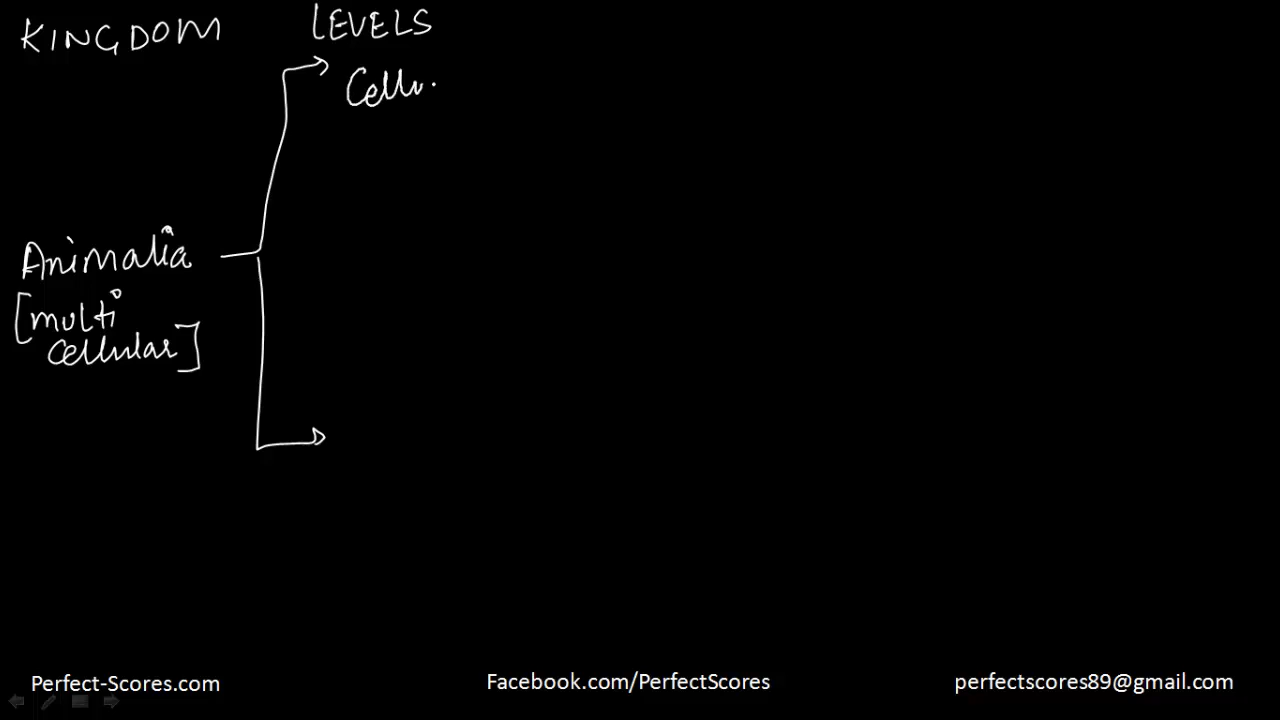 KINGDOM LEVELS
Cellu
Animalia
[multi
cellular]
Perfect-Scores.com Facebook.com/PerfectScores perfectscores89@gmail.com